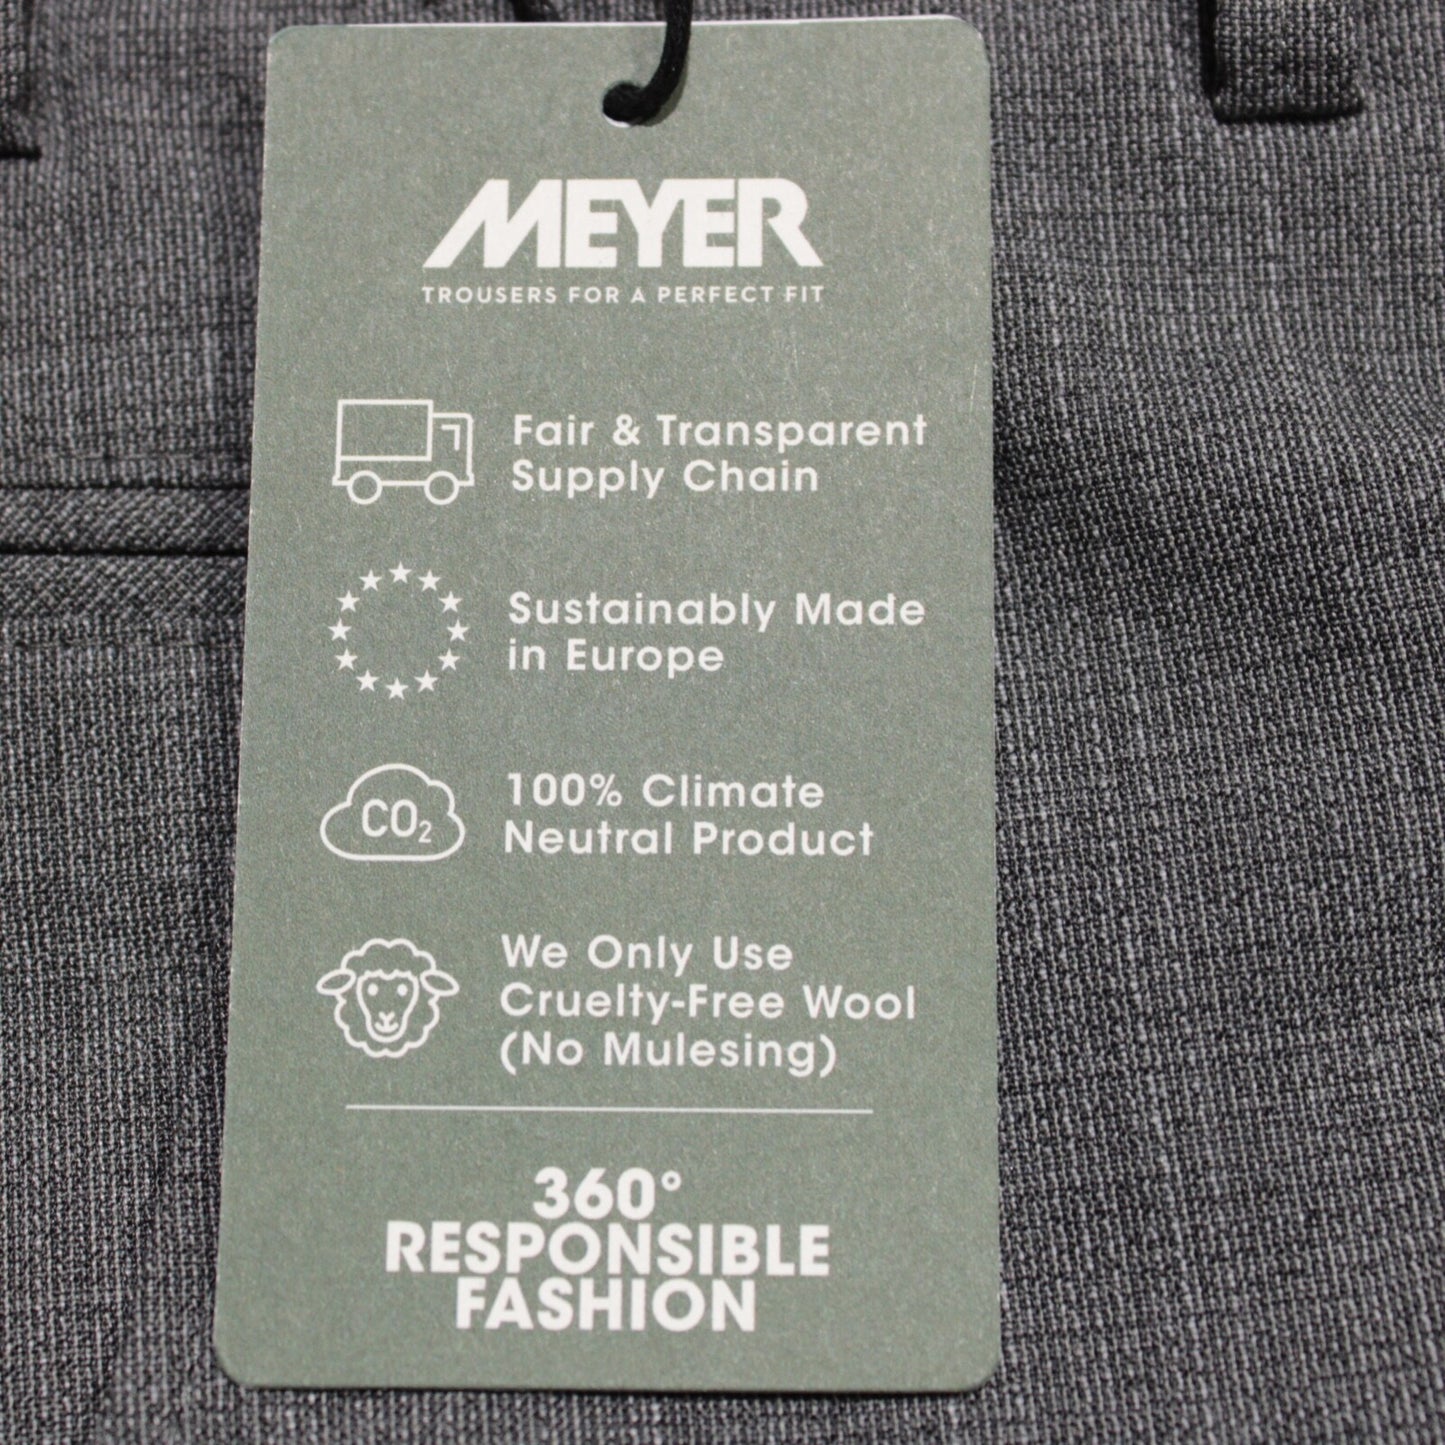 MEYER
TROUSERS FOR A PERFECT FIT
Fair & Transparent
Supply Chain
Sustainably Made
in Europe
CO₂
100% Climate
Neutral Product
We Only Use
Cruelty-Free Wool
(No Mulesing)
360°
RESPONSIBLE
FASHION